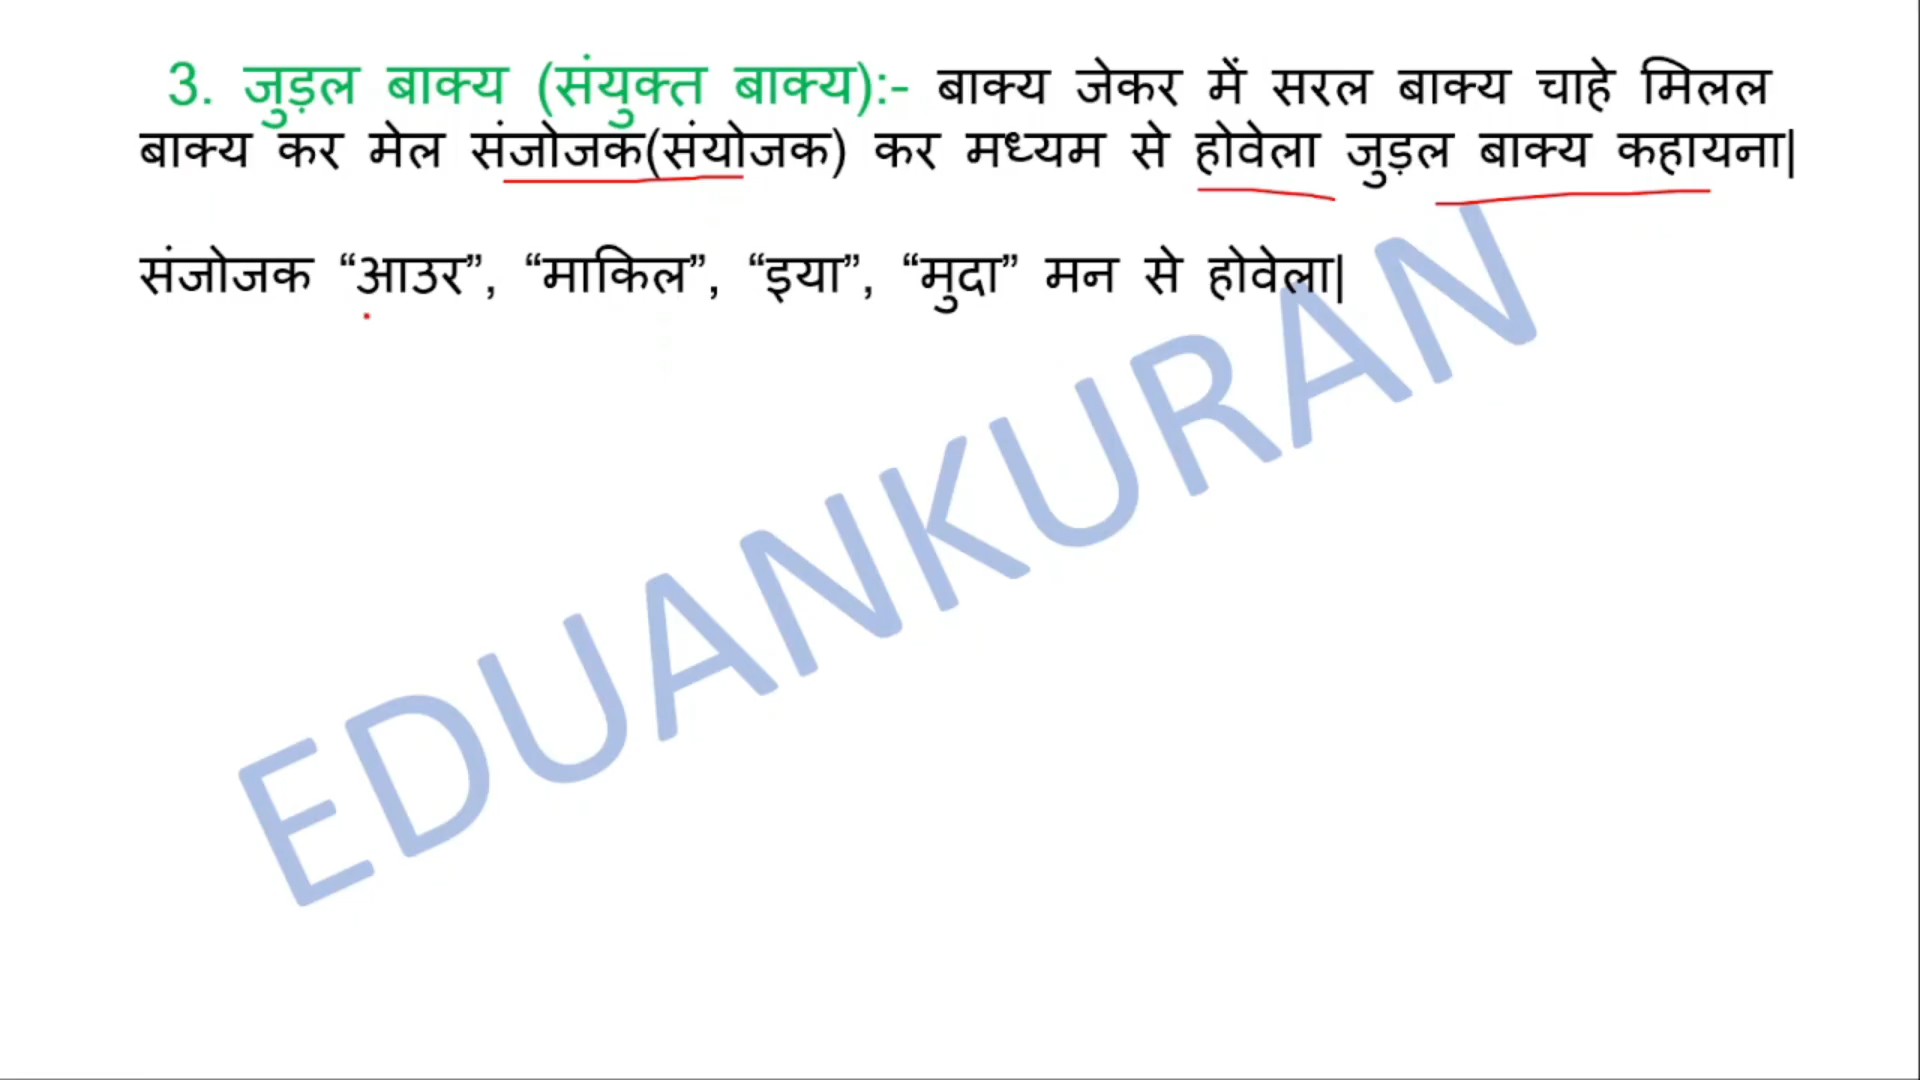 3. जुड़ल बाक्य (संयुक्त बाक्य):- बाक्य जेकर में सरल बाक्य चाहे मिलल
बाक्य कर मेल संजोजक(संयोजक) कर मध्यम से होवेला जुड़ल बाक्य कहायना|
संजोजक “आउर”, “माकिल”, “इया”, “मुदा” मन से होवेला|
EDUANKURAN